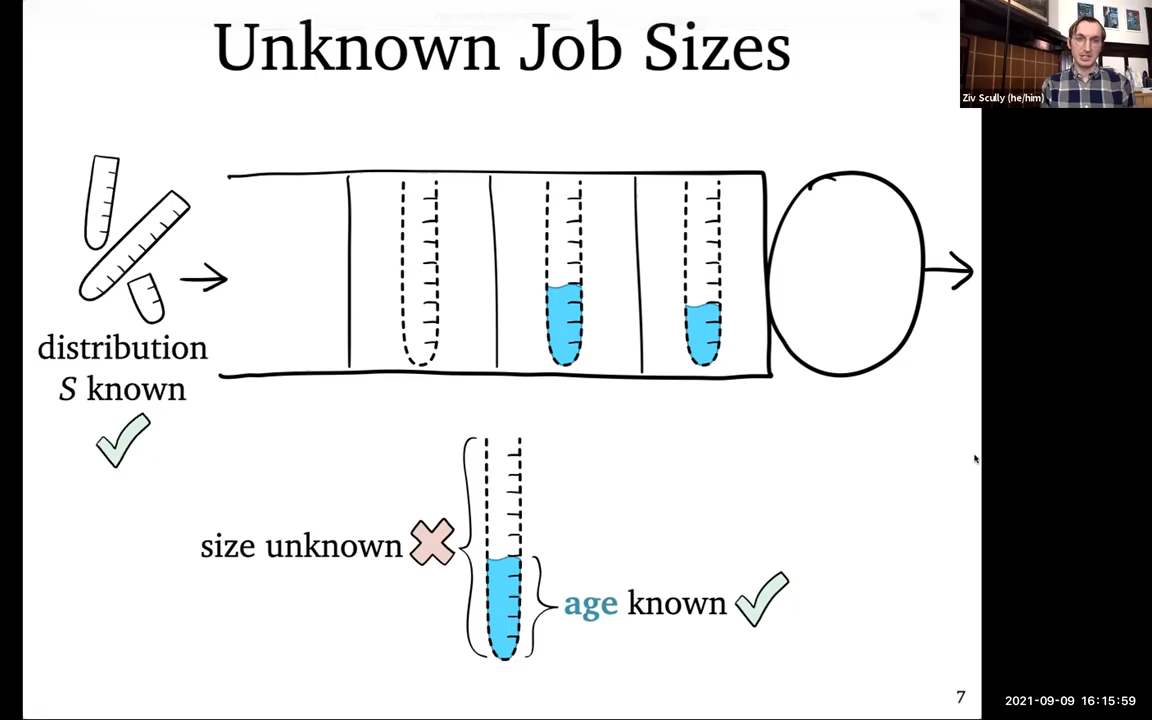 Unknown Job Sizes
Ziv Scully (he/him)
distribution
S known
size unknown
age known
7
2021-09-09 16:15:59